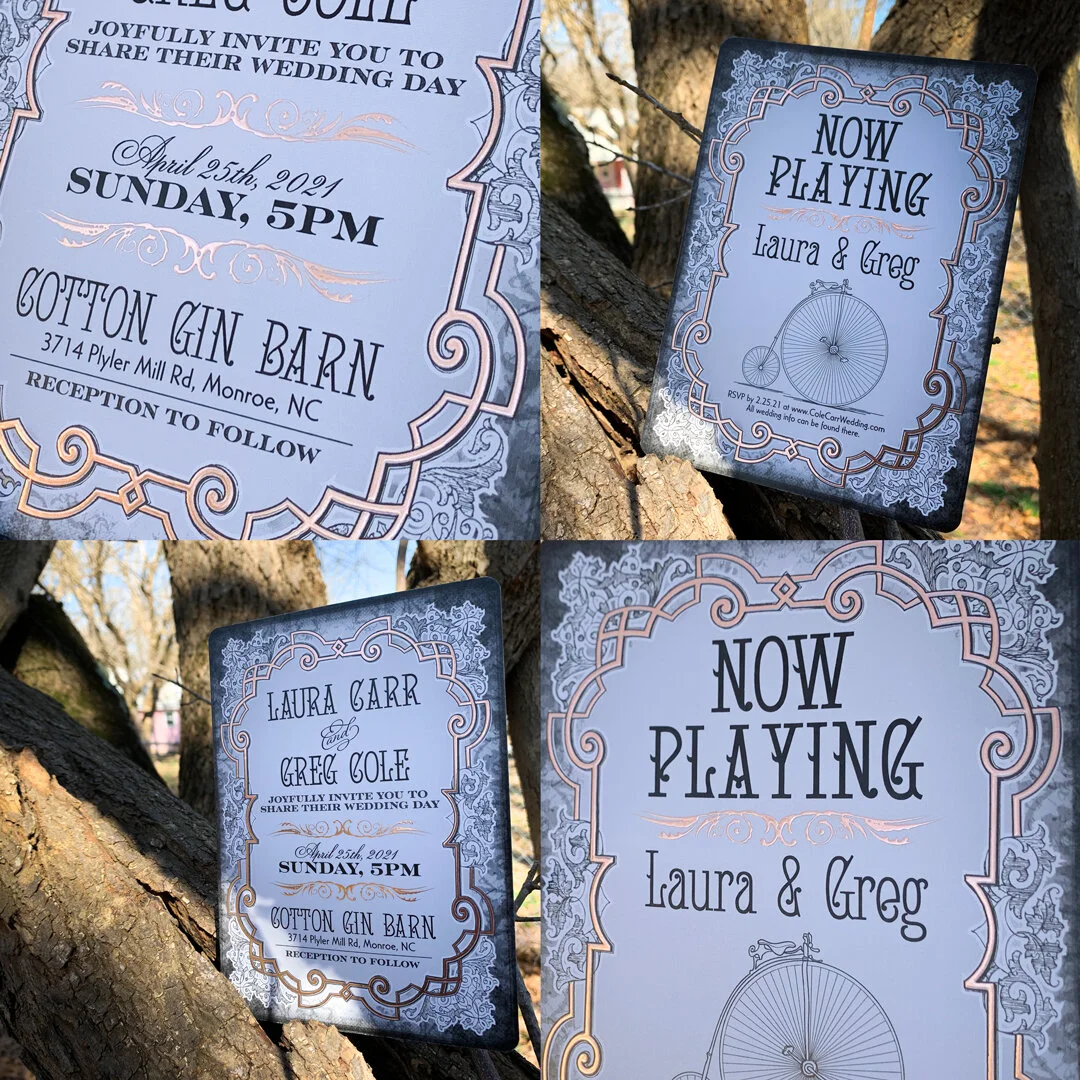 GREG COLE
JOYFULLY INVITE YOU TO
SHARE THEIR WEDDING DAY
April 25th, 2021
SUNDAY, 5PM
COTTON GIN BARN
3714 Plyler Mill Rd, Monroe, NC
RECEPTION TO FOLLOW
NOW
PLAYING
Laura & Greg
RSVP by 2.25.21 at www.ColeCarrWedding.com
All wedding info can be found there.
LAURA CARR
and
GREG COLE
JOYFULLY INVITE YOU TO
SHARE THEIR WEDDING DAY
April 25th, 2021
SUNDAY, 5PM
COTTON GIN BARN
3714 Plyler Mill Rd, Monroe, NC
RECEPTION TO FOLLOW
NOW
PLAYING
Laura & Greg